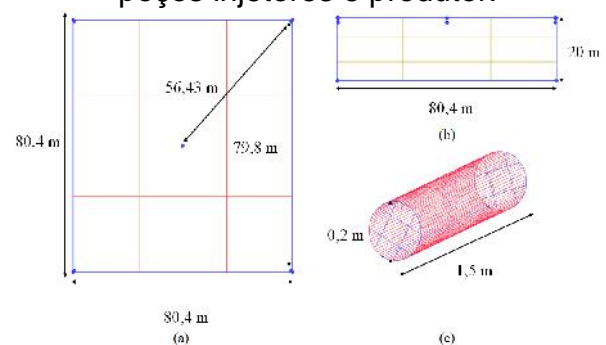 poços injetores e produtor.
56,43 m
80.4 m
79,8 m
80,4 m
(a)
20 m
80,4 m
(b)
0,2 m
1,5 m
(c)